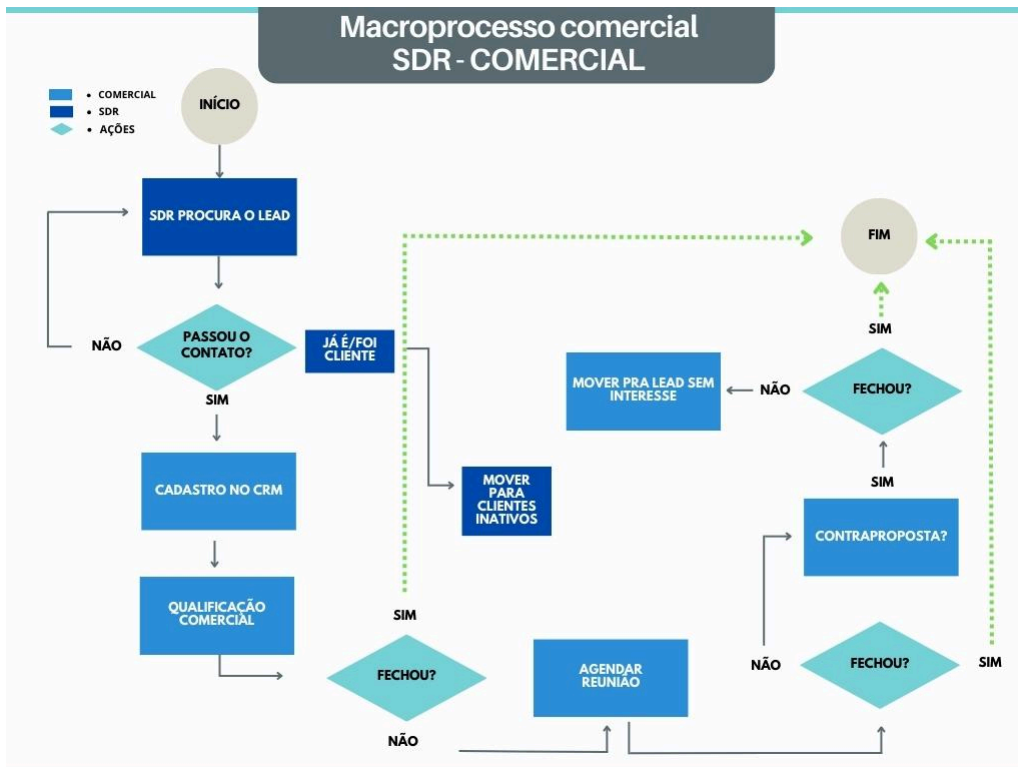 Macroprocesso comercial
SDR - COMERCIAL
• COMERCIAL
• SDR
• AÇÕES
INÍCIO
SDR PROCURA O LEAD
FIM
NÃO
PASSOU O
CONTATO?
JÁ É/FOI
CLIENTE
SIM
SIM
MOVER PRA LEAD SEM
INTERESSE
NÃO
FECHOU?
CADASTRO NO CRM
MOVER
PARA
CLIENTES
INATIVOS
SIM
CONTRAPROPOSTA?
QUALIFICAÇÃO
COMERCIAL
SIM
FECHOU?
NÃO
AGENDAR
REUNIÃO
NÃO
FECHOU?
SIM